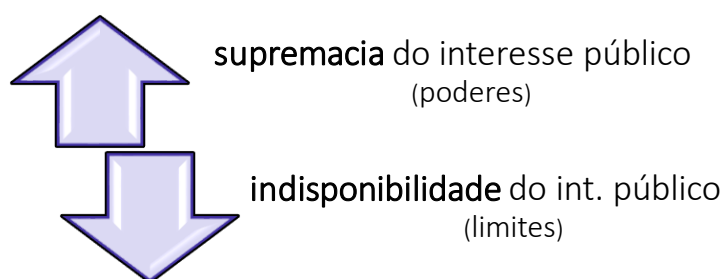 supremacia do interesse público
(poderes)
indisponibilidade do int. público
(limites)